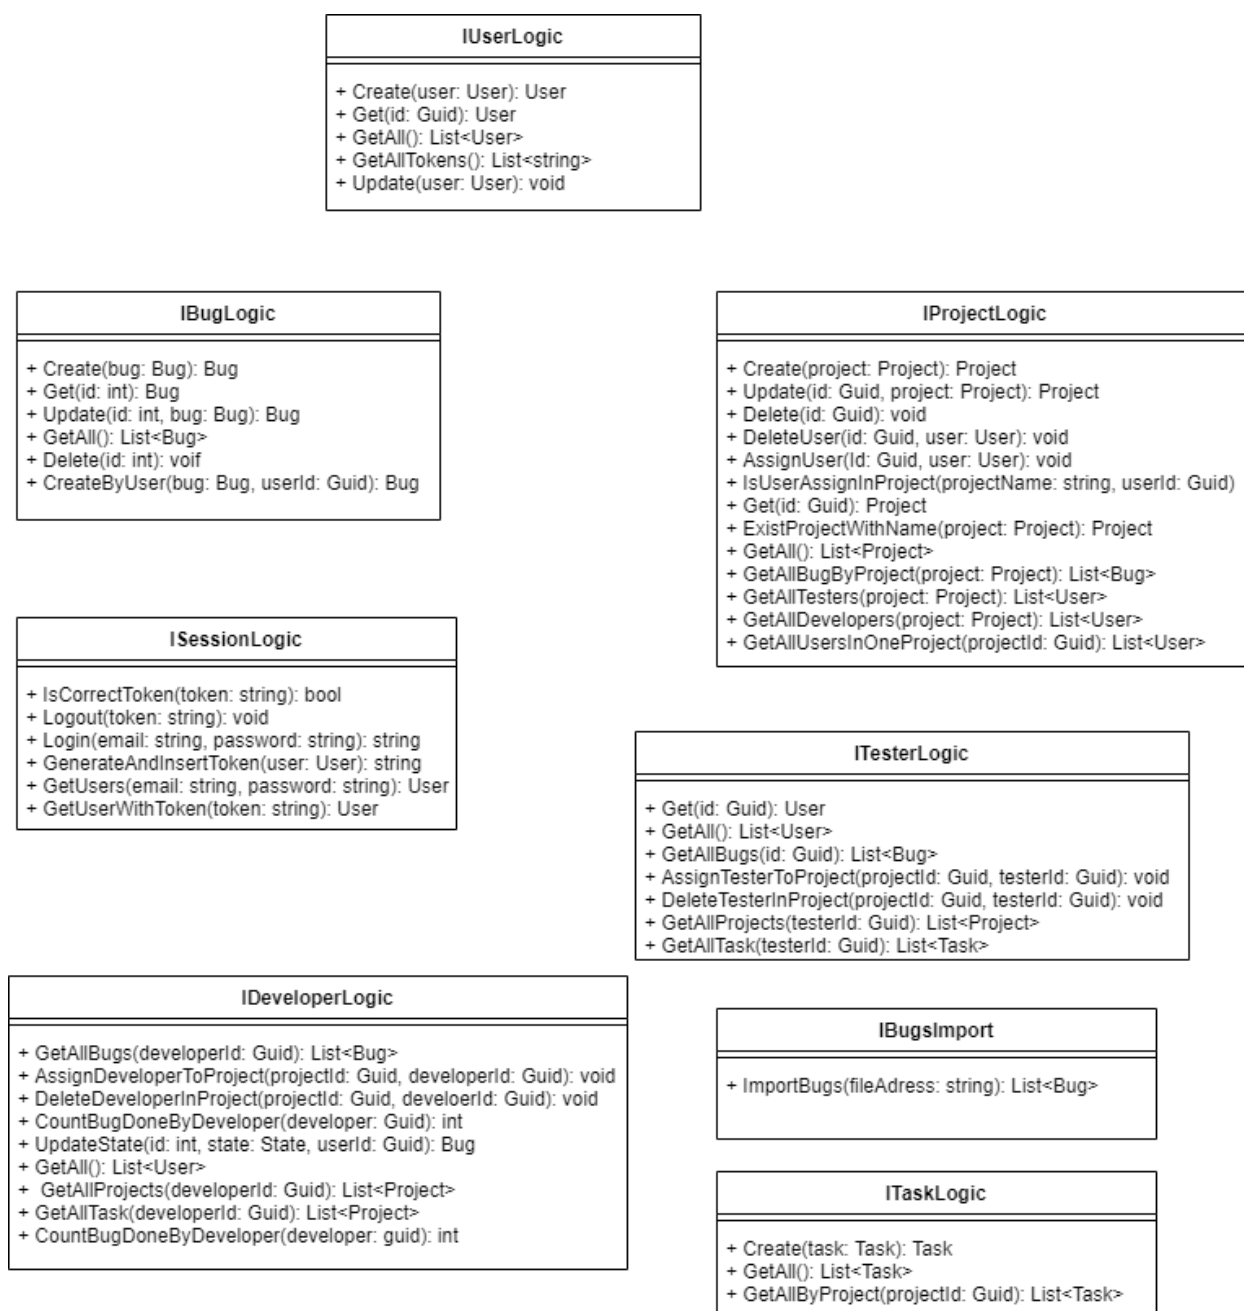 IUserLogic
+ Create(user: User): User
+ Get(id: Guid): User
+ GetAll(): List<User>
+ GetAllTokens(): List<string>
+ Update(user: User): void
IBugLogic
+ Create(bug: Bug): Bug
+ Get(id: int): Bug
+ Update(id: int, bug: Bug): Bug
+ GetAll(): List<Bug>
+ Delete(id: int): voif
+ CreateByUser(bug: Bug, userId: Guid): Bug
IProjectLogic
+ Create(project: Project): Project
+ Update(id: Guid, project: Project): Project
+ Delete(id: Guid): void
+ DeleteUser(id: Guid, user: User): void
+ AssignUser(Id: Guid, user: User): void
+ IsUserAssignInProject(projectName: string, userId: Guid)
+ Get(id: Guid): Project
+ ExistProjectWithName(project: Project): Project
+ GetAll(): List<Project>
+ GetAllBugByProject(project: Project): List<Bug>
+ GetAllTesters(project: Project): List<User>
+ GetAllDevelopers(project: Project): List<User>
+ GetAllUsersInOneProject(projectId: Guid): List<User>
ISessionLogic
+ IsCorrectToken(token: string): bool
+ Logout(token: string): void
+ Login(email: string, password: string): string
+ GenerateAndInsertToken(user: User): string
+ GetUsers(email: string, password: string): User
+ GetUserWithToken(token: string): User
ITesterLogic
+ Get(id: Guid): User
+ GetAll(): List<User>
+ GetAllBugs(id: Guid): List<Bug>
+ AssignTesterToProject(projectId: Guid, testerId: Guid): void
+ DeleteTesterInProject(projectId: Guid, testerId: Guid): void
+ GetAllProjects(testerId: Guid): List<Project>
+ GetAllTask(testerId: Guid): List<Task>
IDeveloperLogic
+ GetAllBugs(developerId: Guid): List<Bug>
+ AssignDeveloperToProject(projectId: Guid, developerId: Guid): void
+ DeleteDeveloperInProject(projectId: Guid, develoerId: Guid): void
+ CountBugDoneByDeveloper(developer: Guid): int
+ UpdateState(id: int, state: State, userId: Guid): Bug
+ GetAll(): List<User>
+ GetAllProjects(developerId: Guid): List<Project>
+ GetAllTask(developerId: Guid): List<Project>
+ CountBugDoneByDeveloper(developer: guid): int
IBugsImport
+ ImportBugs(fileAdress: string): List<Bug>
ITaskLogic
+ Create(task: Task): Task
+ GetAll(): List<Task>
+ GetAllByProject(projectId: Guid): List<Task>